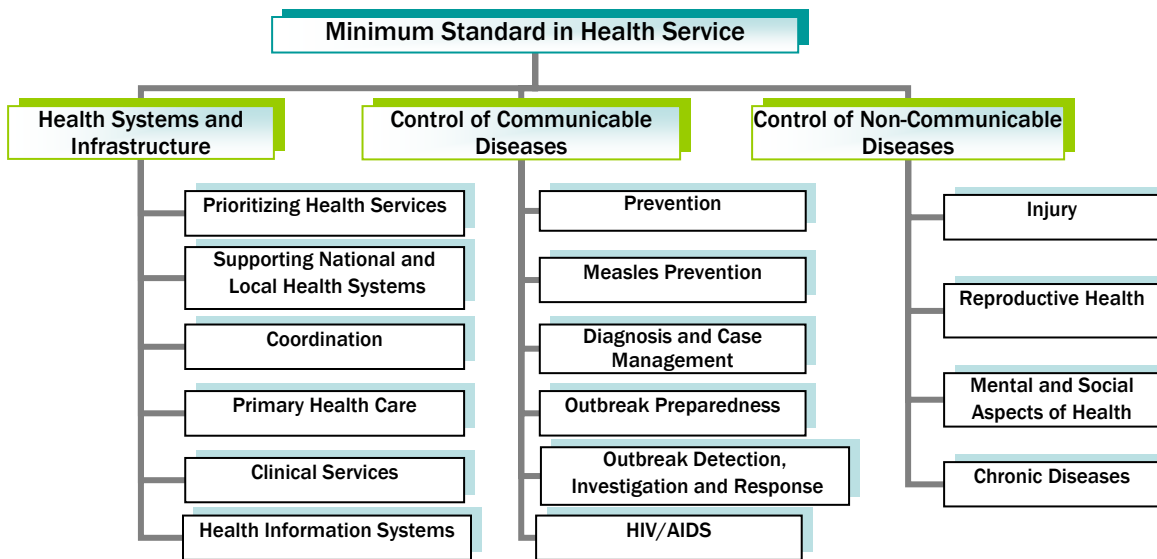 Minimum Standard in Health Service
Health Systems and
Infrastructure
Prioritizing Health Services
Supporting National and
Local Health Systems
Coordination
Primary Health Care
Clinical Services
Health Information Systems
Control of Communicable
Diseases
Prevention
Measles Prevention
Diagnosis and Case
Management
Outbreak Preparedness
Outbreak Detection,
Investigation and Response
HIV/AIDS
Control of Non-Communicable
Diseases
Injury
Reproductive Health
Mental and Social
Aspects of Health
Chronic Diseases